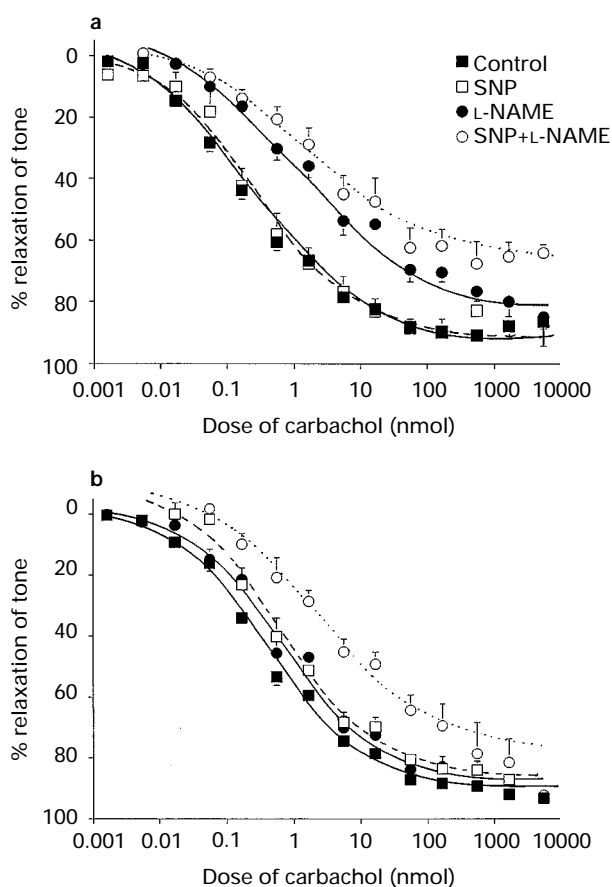 a
0
20
40
60
80
100
% relaxation of tone
0.001 0.01 0.1 1 10 100 1000 10000
Dose of carbachol (nmol)
Control
SNP
L-NAME
SNP+L-NAME
b
0
20
40
60
80
100
% relaxation of tone
0.001 0.01 0.1 1 10 100 1000 10000
Dose of carbachol (nmol)